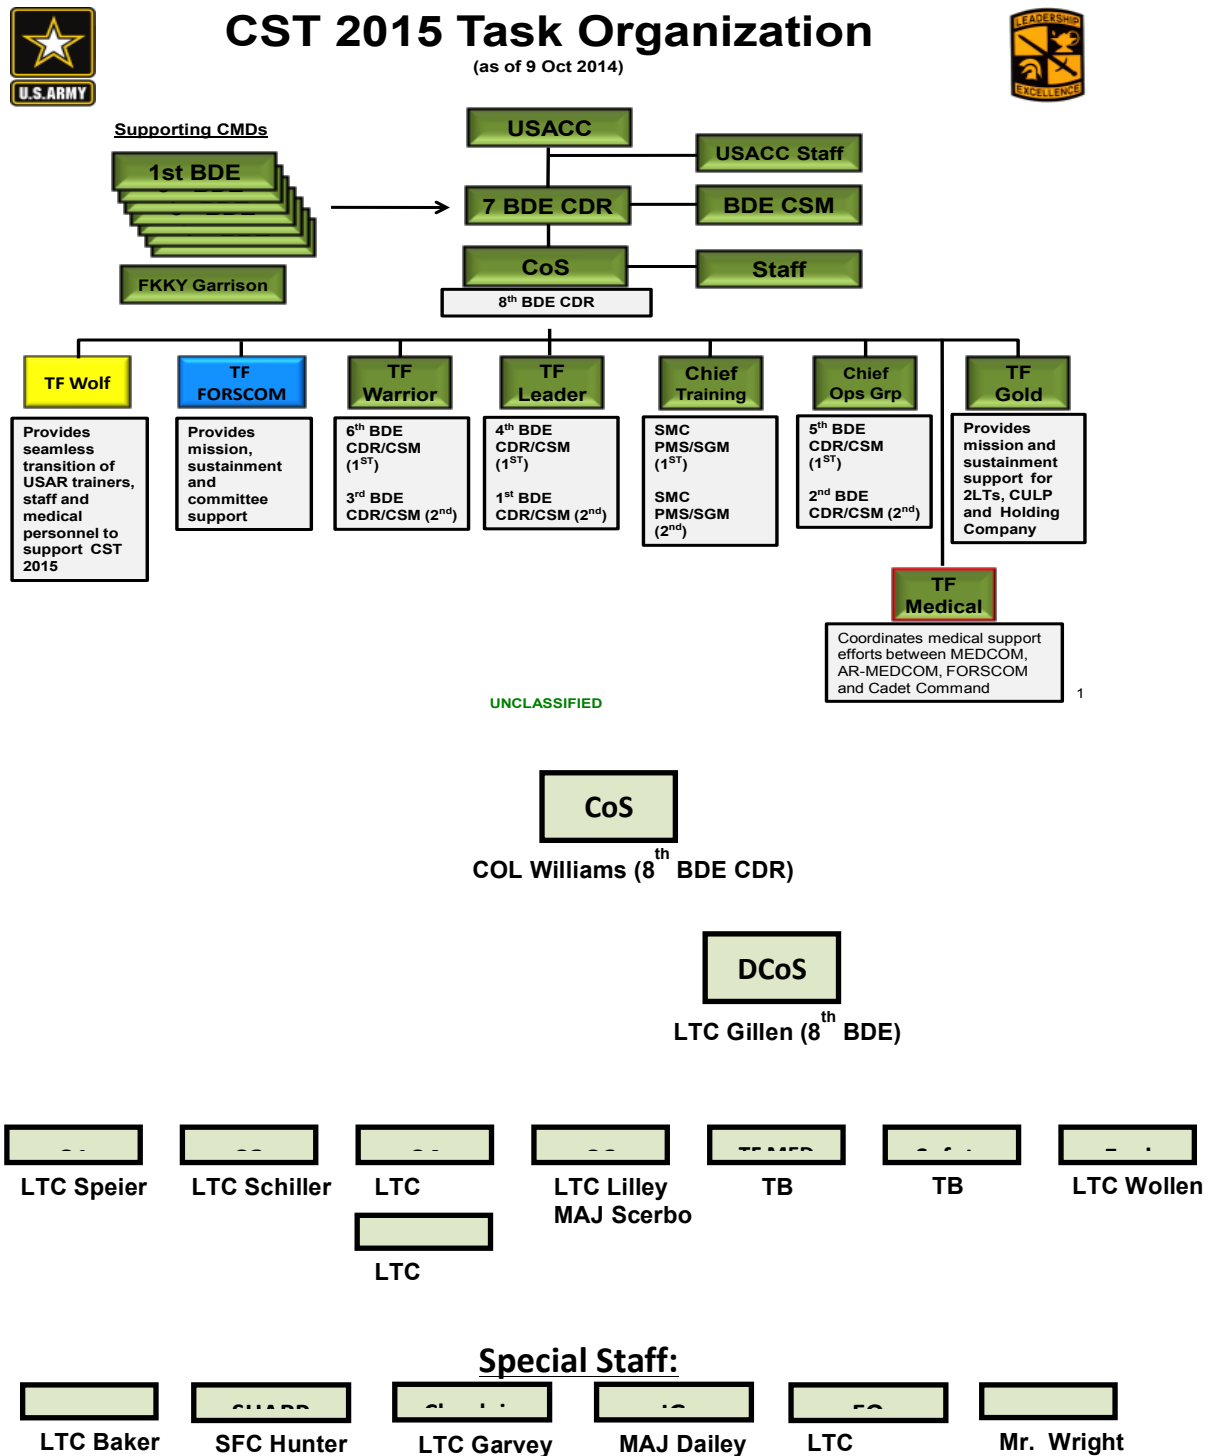 CST 2015 Task Organization
(as of 9 Oct 2014)
U.S.ARMY
LEADERSHIP
EXCELLENCE
Supporting CMDs
1st BDE
FKKY Garrison
USACC
USACC Staff
7 BDE CDR
BDE CSM
CoS
Staff
8th BDE CDR
TF Wolf
Provides
seamless
transition of
USAR trainers,
staff and
medical
personnel to
support CST
2015
TF
FORSCOM
Provides
mission,
sustainment
and
committee
support
TF
Warrior
6th BDE
CDR/CSM
(1ST)
3rd BDE
CDR/CSM (2nd)
TF
Leader
4th BDE
CDR/CSM
(1ST)
1st BDE
CDR/CSM (2nd)
Chief
Training
SMC
PMS/SGM
(1ST)
SMC
PMS/SGM
(2nd)
Chief
Ops Grp
5th BDE
CDR/CSM
(1ST)
2nd BDE
CDR/CSM (2nd)
TF
Gold
Provides
mission and
sustainment
support for
2LTs, CULP
and Holding
Company
TF
Medical
Coordinates medical support
efforts between MEDCOM,
AR-MEDCOM, FORSCOM
and Cadet Command
1
UNCLASSIFIED
CoS
COL Williams (8th BDE CDR)
DCoS
LTC Gillen (8th BDE)
LTC Speier
LTC Schiller
LTC
LTC Lilley
MAJ Scerbo
TB
TB
LTC Wollen
LTC
Special Staff:
LTC Baker
SFC Hunter
LTC Garvey
MAJ Dailey
LTC
Mr. Wright